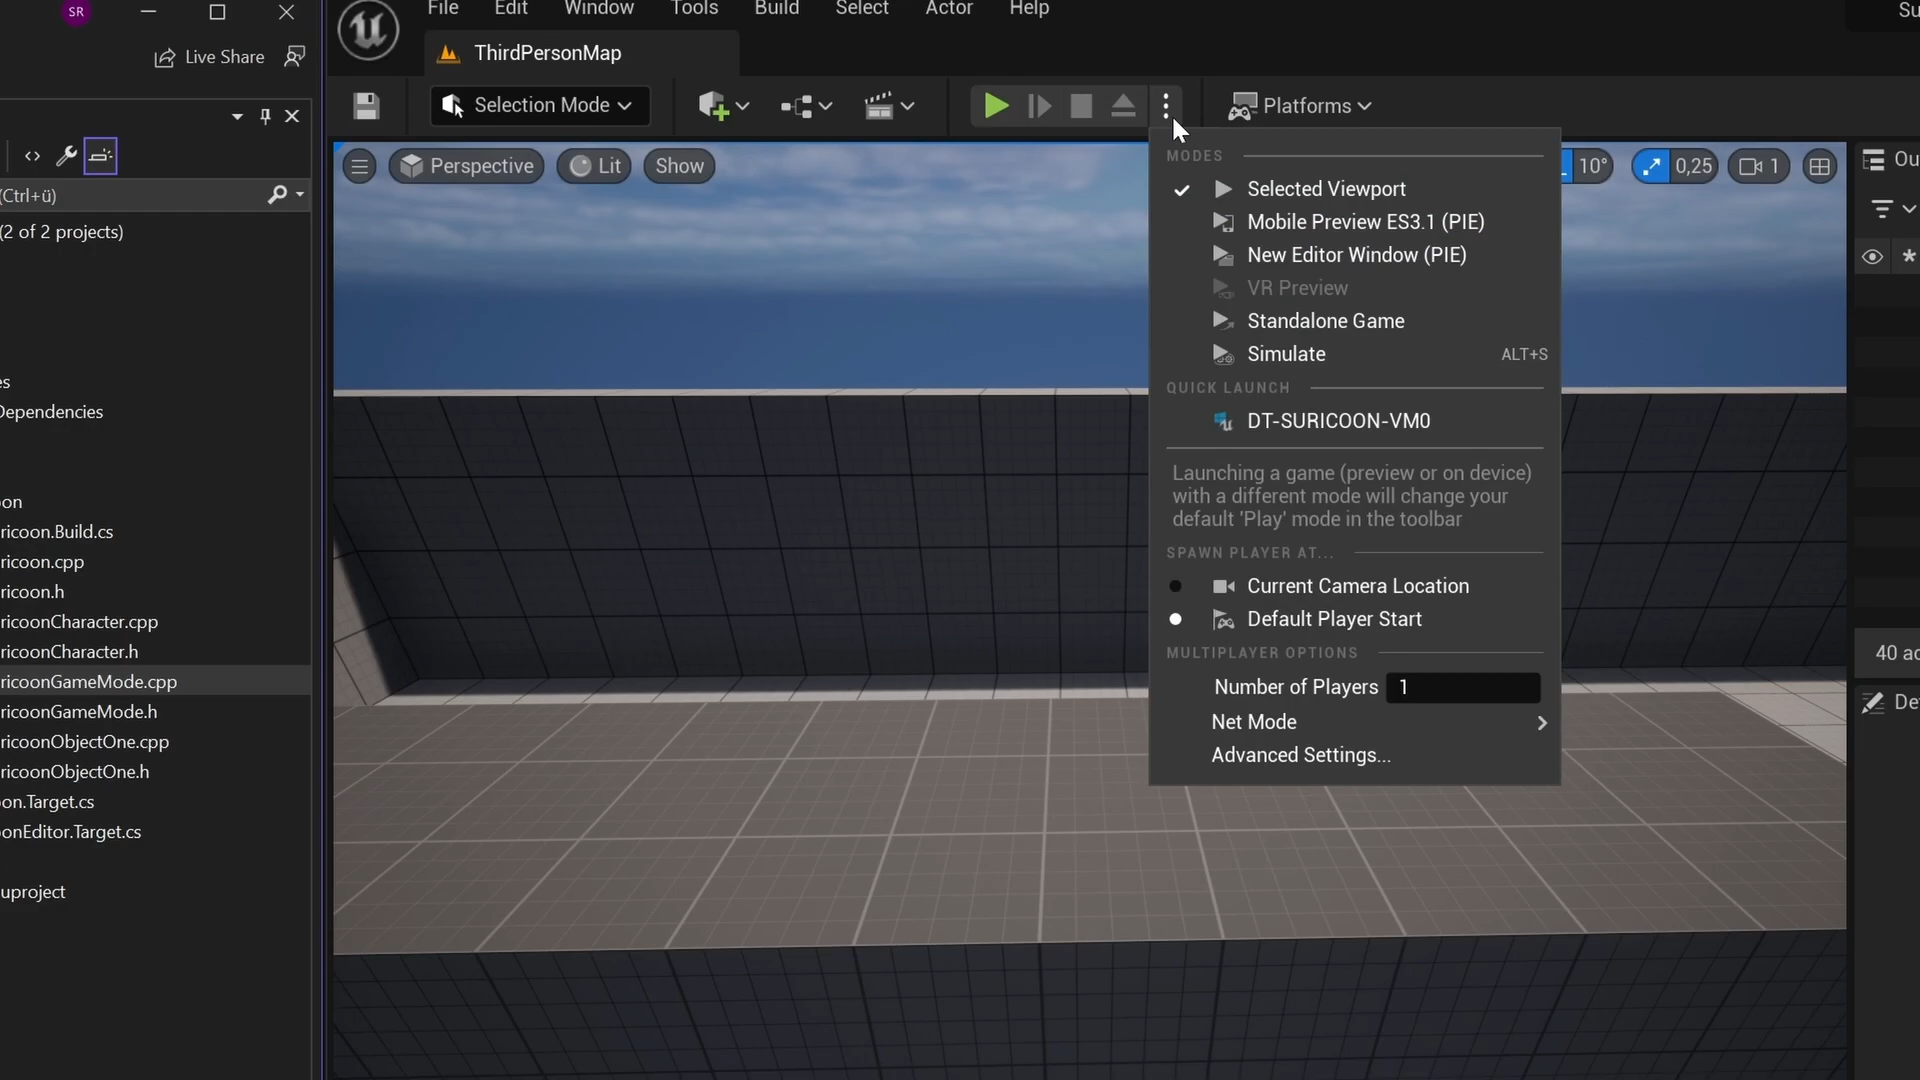 SR
Live Share
(Ctrl+ü)
(2 of 2 projects)
es
Dependencies
oon
ricoon.Build.cs
ricoon.cpp
ricoon.h
ricoonCharacter.cpp
ricoonCharacter.h
ricoonGameMode.cpp
ricoonGameMode.h
ricoonObjectOne.cpp
ricoonObjectOne.h
oon.Target.cs
oonEditor.Target.cs
uproject
File Edit Window Tools Build Select Actor Help
Su
ThirdPersonMap
Selection Mode
Platforms
Perspective
Lit
Show
10°
0,25
1
Ou
MODES
Selected Viewport
Mobile Preview ES3.1 (PIE)
New Editor Window (PIE)
VR Preview
Standalone Game
Simulate ALT+S
QUICK LAUNCH
DT-SURICOON-VM0
Launching a game (preview or on device)
with a different mode will change your
default 'Play' mode in the toolbar
SPAWN PLAYER AT...
Current Camera Location
Default Player Start
MULTIPLAYER OPTIONS
Number of Players 1
Net Mode
Advanced Settings...
40 ac
De